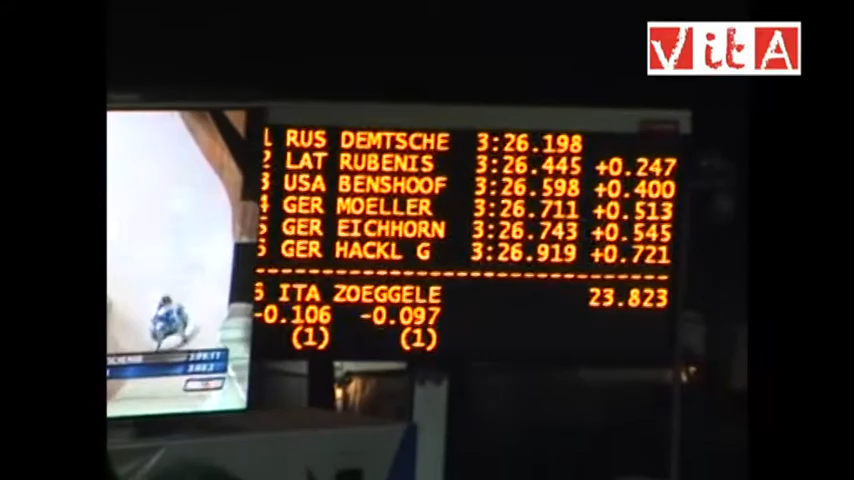 VitA
1 RUS DEMTSCHE 3:26.198
2 LAT RUBENIS 3:26.445 +0.247
3 USA BENSHOOF 3:26.598 +0.400
4 GER MOELLER 3:26.711 +0.513
5 GER EICHHORN 3:26.743 +0.545
6 GER HACKL G 3:26.919 +0.721
6 ITA ZOEGGELE 23.823
-0.106 -0.097
(1) (1)